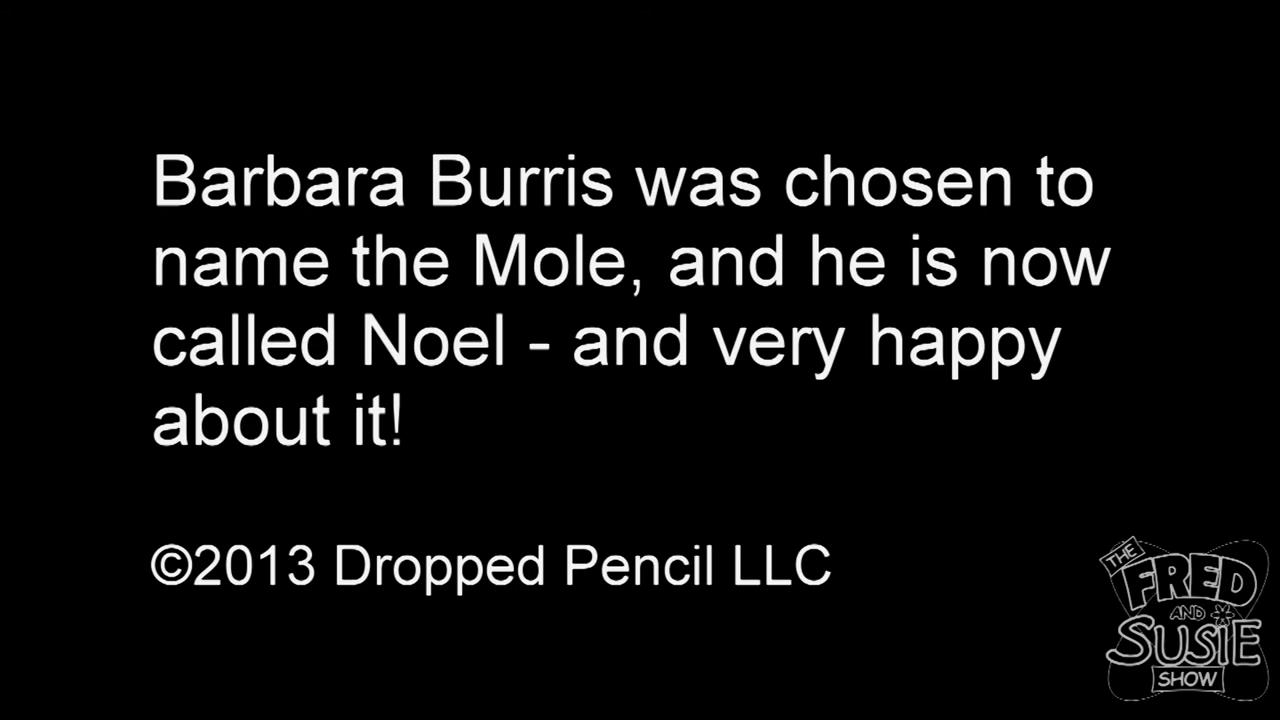 Barbara Burris was chosen to
name the Mole, and he is now
called Noel - and very happy
about it!
©2013 Dropped Pencil LLC
THE
FRED
AND
SUSIE
SHOW